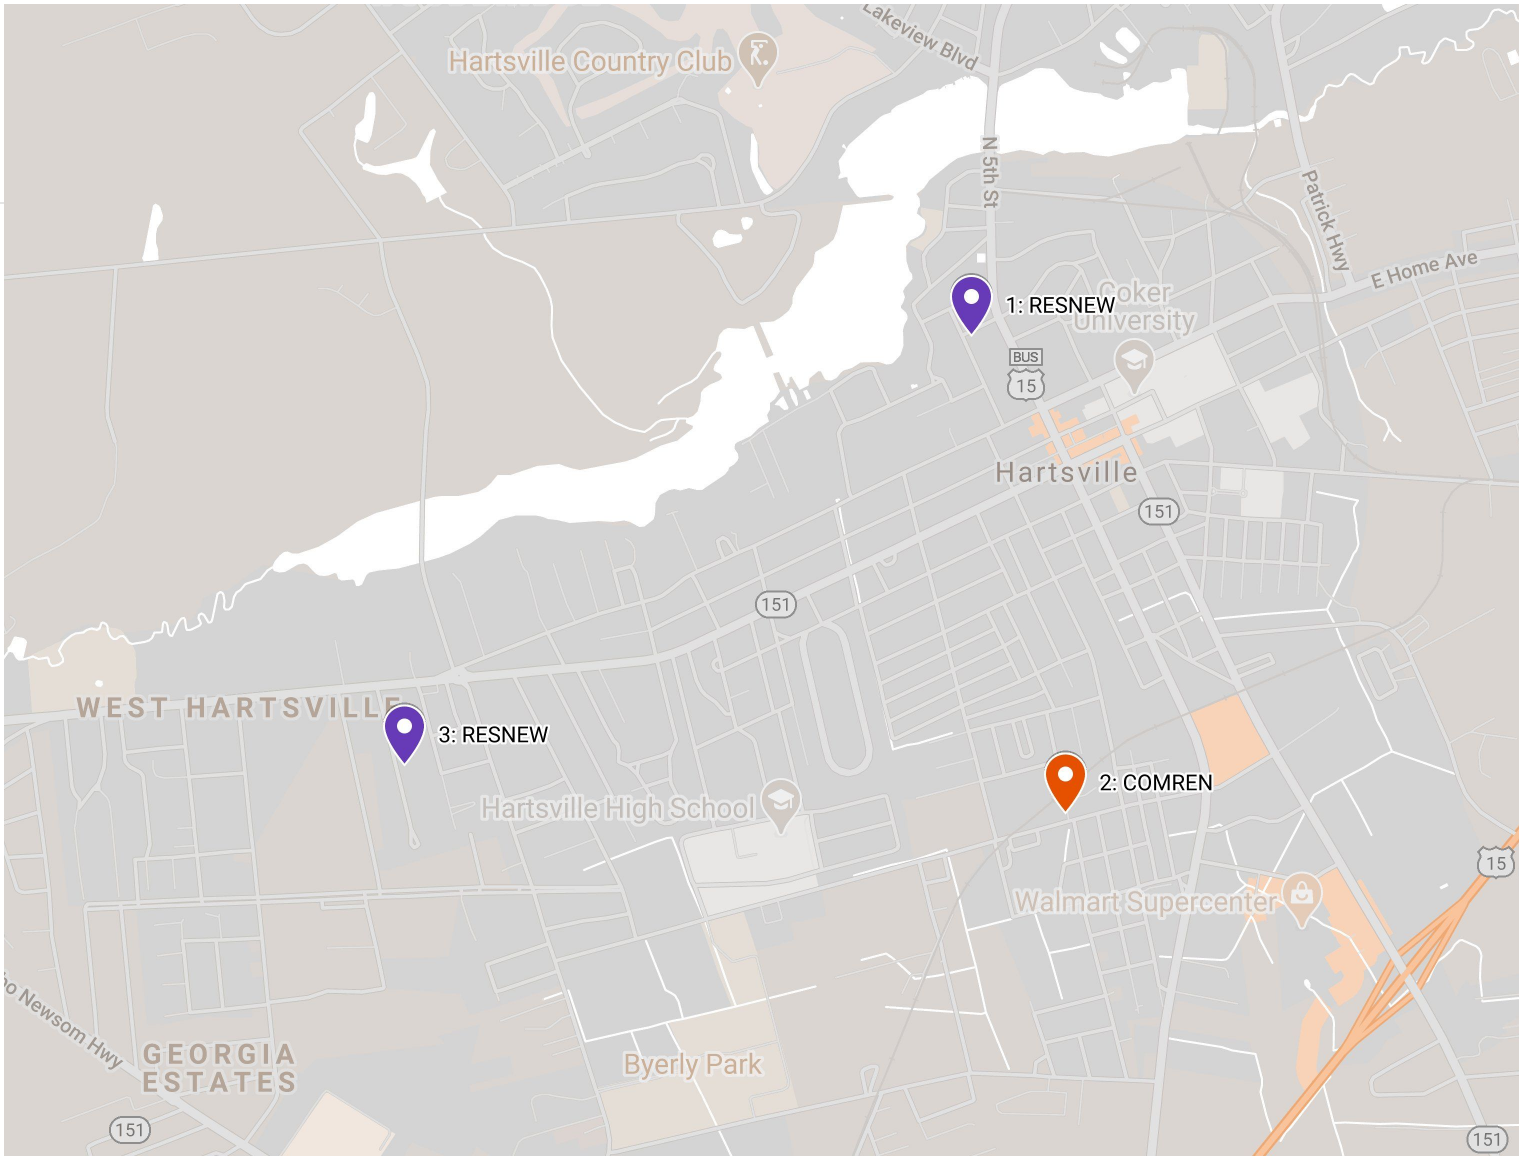 Lakeview Blvd
Hartsville Country Club
N 5th St
Patrick Hwy
E Home Ave
Coker
University
1: RESNEW
BUS
15
Hartsville
151
151
WEST HARTSVILLE
3: RESNEW
2: COMREN
Hartsville High School
15
Walmart Supercenter
Newsom Hwy
GEORGIA
ESTATES
Byerly Park
151
151